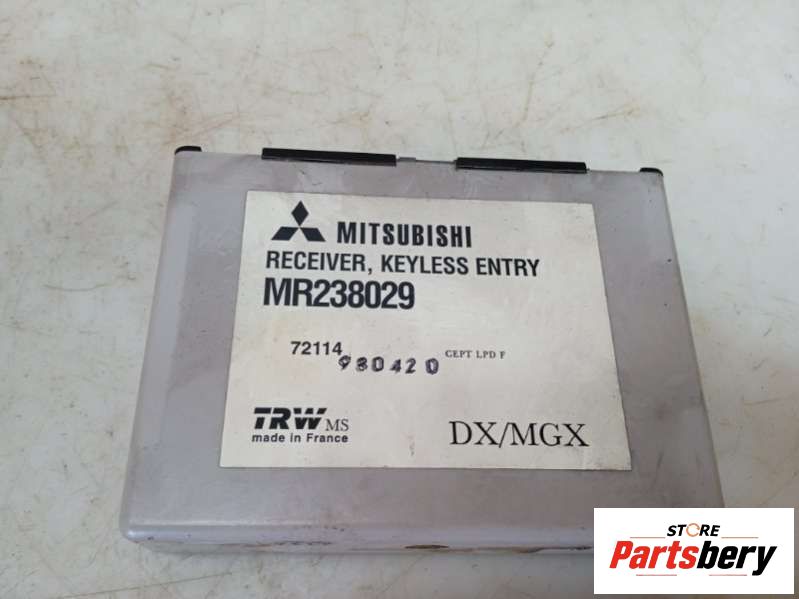 MITSUBISHI
RECEIVER, KEYLESS ENTRY
MR238029
72114 980420 CEPT LPD F
TRW MS
made in France
DX/MGX
STORE
Partsbery